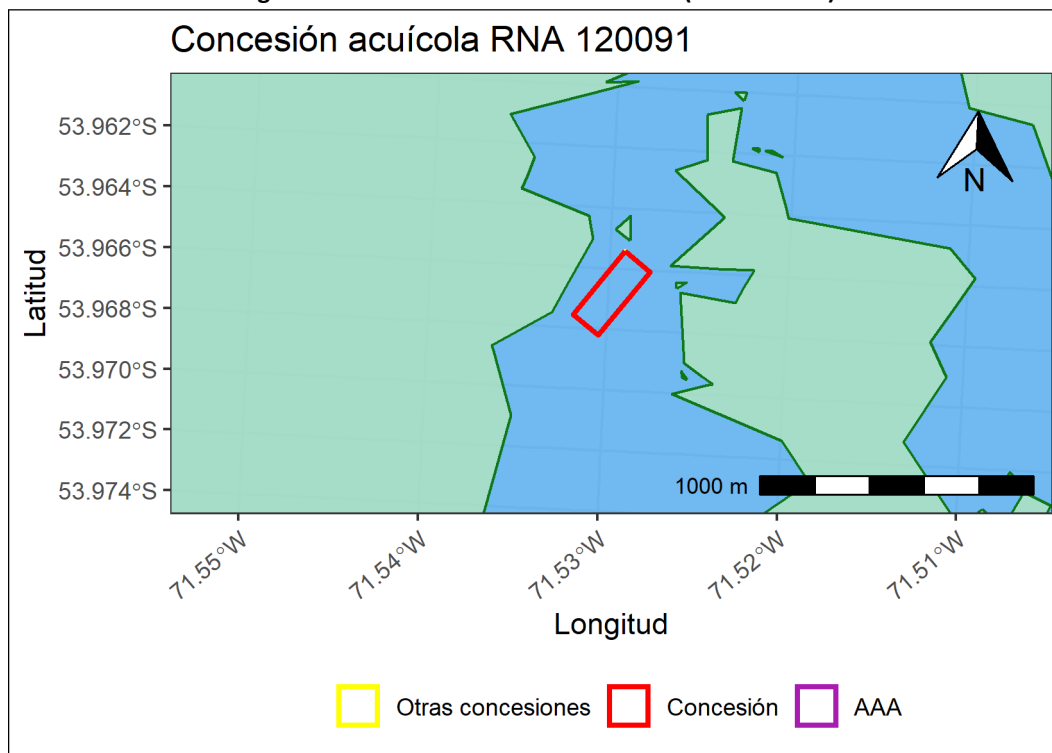 Concesión acuícola RNA 120091
53.962°S
53.964°S
53.966°S
53.968°S
53.970°S
53.972°S
53.974°S
Latitud
N
1000 m
71.55°W
71.54°W
71.53°W
71.52°W
71.51°W
Longitud
Otras concesiones
Concesión
AAA